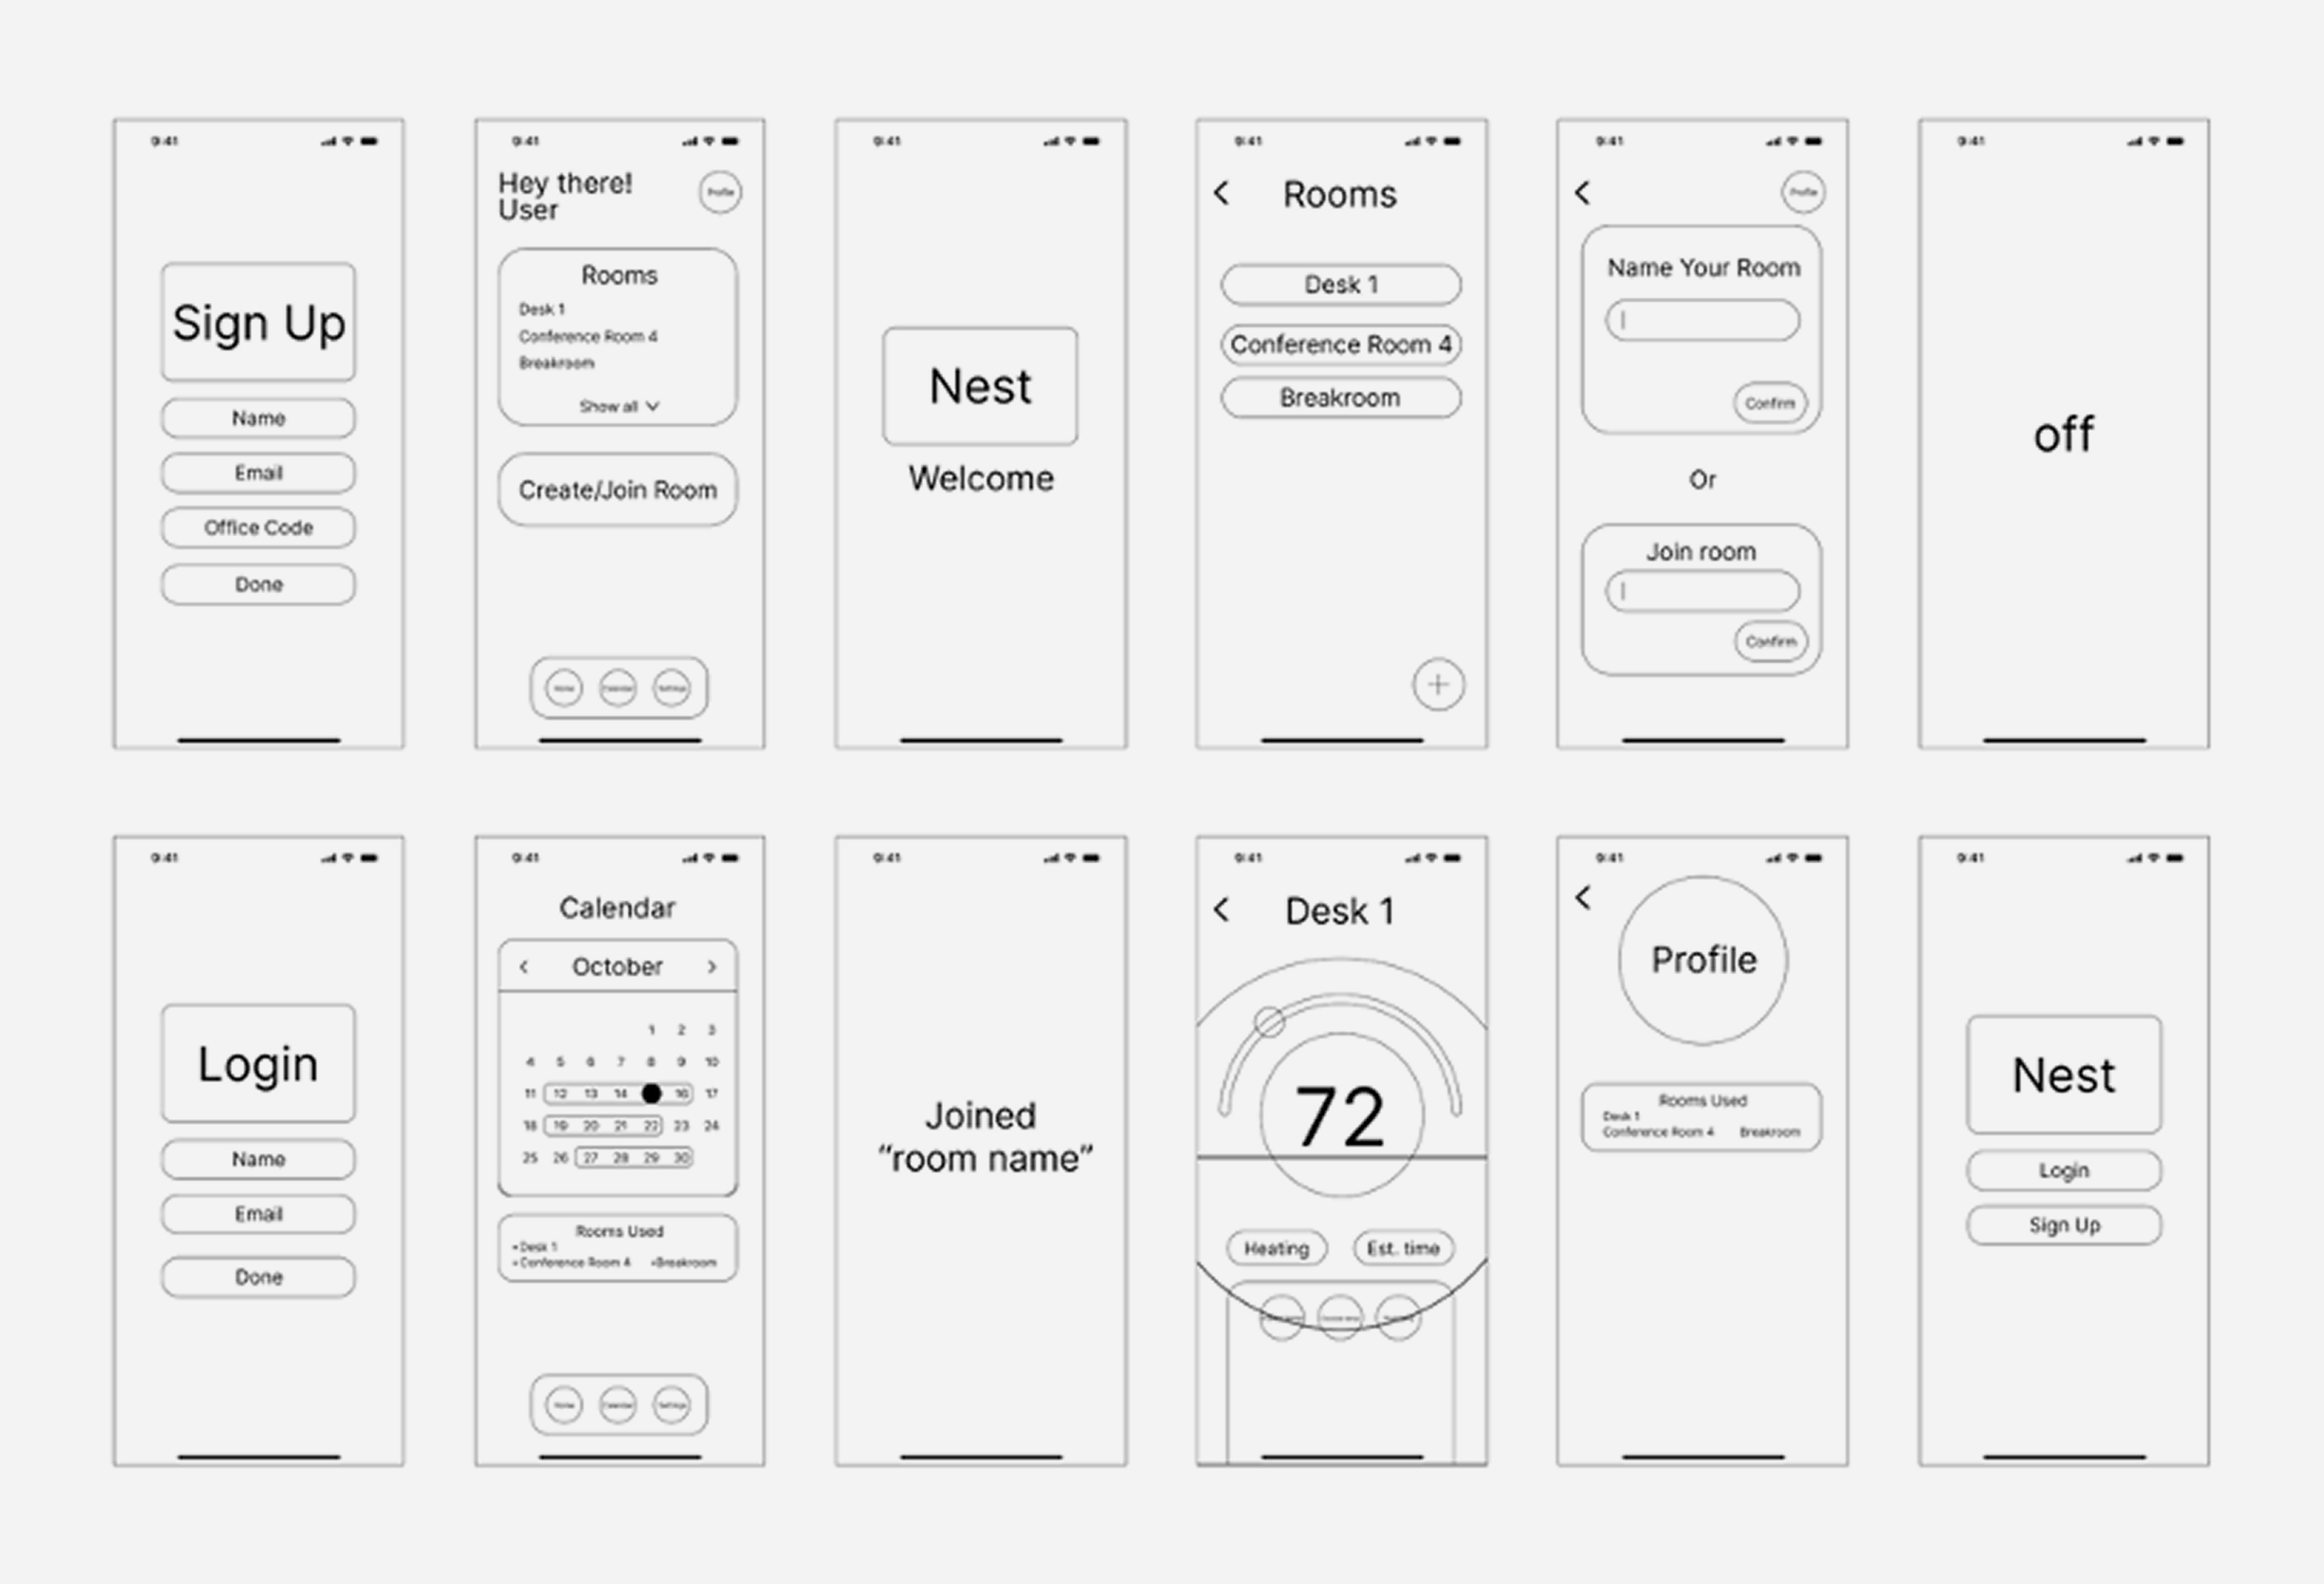 9:41
Sign Up
Name
Email
Office Code
Done
9:41
Hey there!
User
Profile
Rooms
Desk 1
Conference Room 4
Breakroom
Show all
Create/Join Room
Home
Calendar
Settings
9:41
Nest
Welcome
9:41
Rooms
Desk 1
Conference Room 4
Breakroom
9:41
Profile
Name Your Room
Confirm
Or
Join room
Confirm
9:41
off
9:41
Login
Name
Email
Done
9:41
Calendar
October
1 2 3
4 5 6 7 8 9 10
11 12 13 14 16 17
18 19 20 21 22 23 24
25 26 27 28 29 30
Rooms Used
•Desk 1
•Conference Room 4 •Breakroom
Home
Calendar
Settings
9:41
Joined
“room name”
9:41
Desk 1
72
Heating
Est. time
9:41
Profile
Rooms Used
Desk 1
Conference Room 4 Breakroom
9:41
Nest
Login
Sign Up